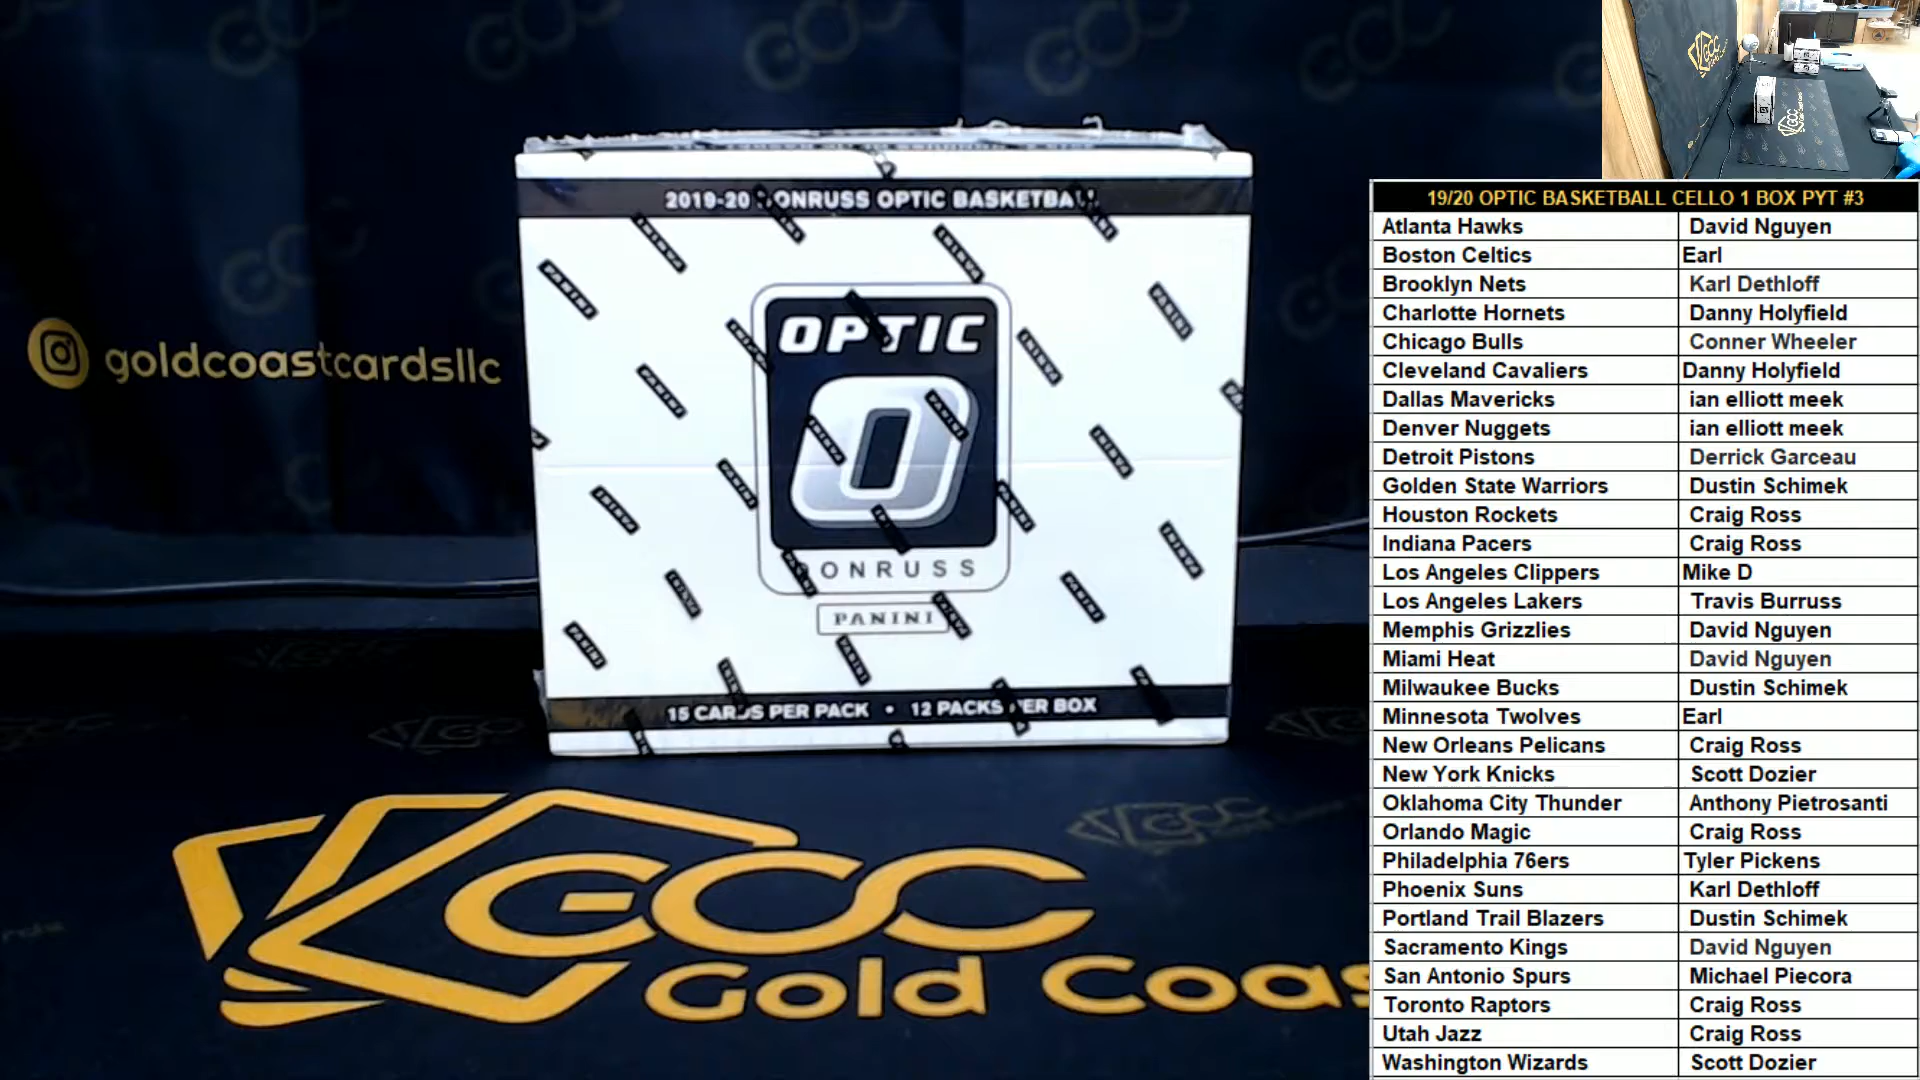 2019-20 DONRUSS OPTIC BASKETBALL
OPTIC
DONRUSS
PANINI
15 CARDS PER PACK • 12 PACKS PER BOX
goldcoastcardsllc
GCC
Gold Coas
GCC
19/20 OPTIC BASKETBALL CELLO 1 BOX PYT #3
Atlanta Hawks David Nguyen
Boston Celtics Earl
Brooklyn Nets Karl Dethloff
Charlotte Hornets Danny Holyfield
Chicago Bulls Conner Wheeler
Cleveland Cavaliers Danny Holyfield
Dallas Mavericks ian elliott meek
Denver Nuggets ian elliott meek
Detroit Pistons Derrick Garceau
Golden State Warriors Dustin Schimek
Houston Rockets Craig Ross
Indiana Pacers Craig Ross
Los Angeles Clippers Mike D
Los Angeles Lakers Travis Burruss
Memphis Grizzlies David Nguyen
Miami Heat David Nguyen
Milwaukee Bucks Dustin Schimek
Minnesota Twolves Earl
New Orleans Pelicans Craig Ross
New York Knicks Scott Dozier
Oklahoma City Thunder Anthony Pietrosanti
Orlando Magic Craig Ross
Philadelphia 76ers Tyler Pickens
Phoenix Suns Karl Dethloff
Portland Trail Blazers Dustin Schimek
Sacramento Kings David Nguyen
San Antonio Spurs Michael Piecora
Toronto Raptors Craig Ross
Utah Jazz Craig Ross
Washington Wizards Scott Dozier